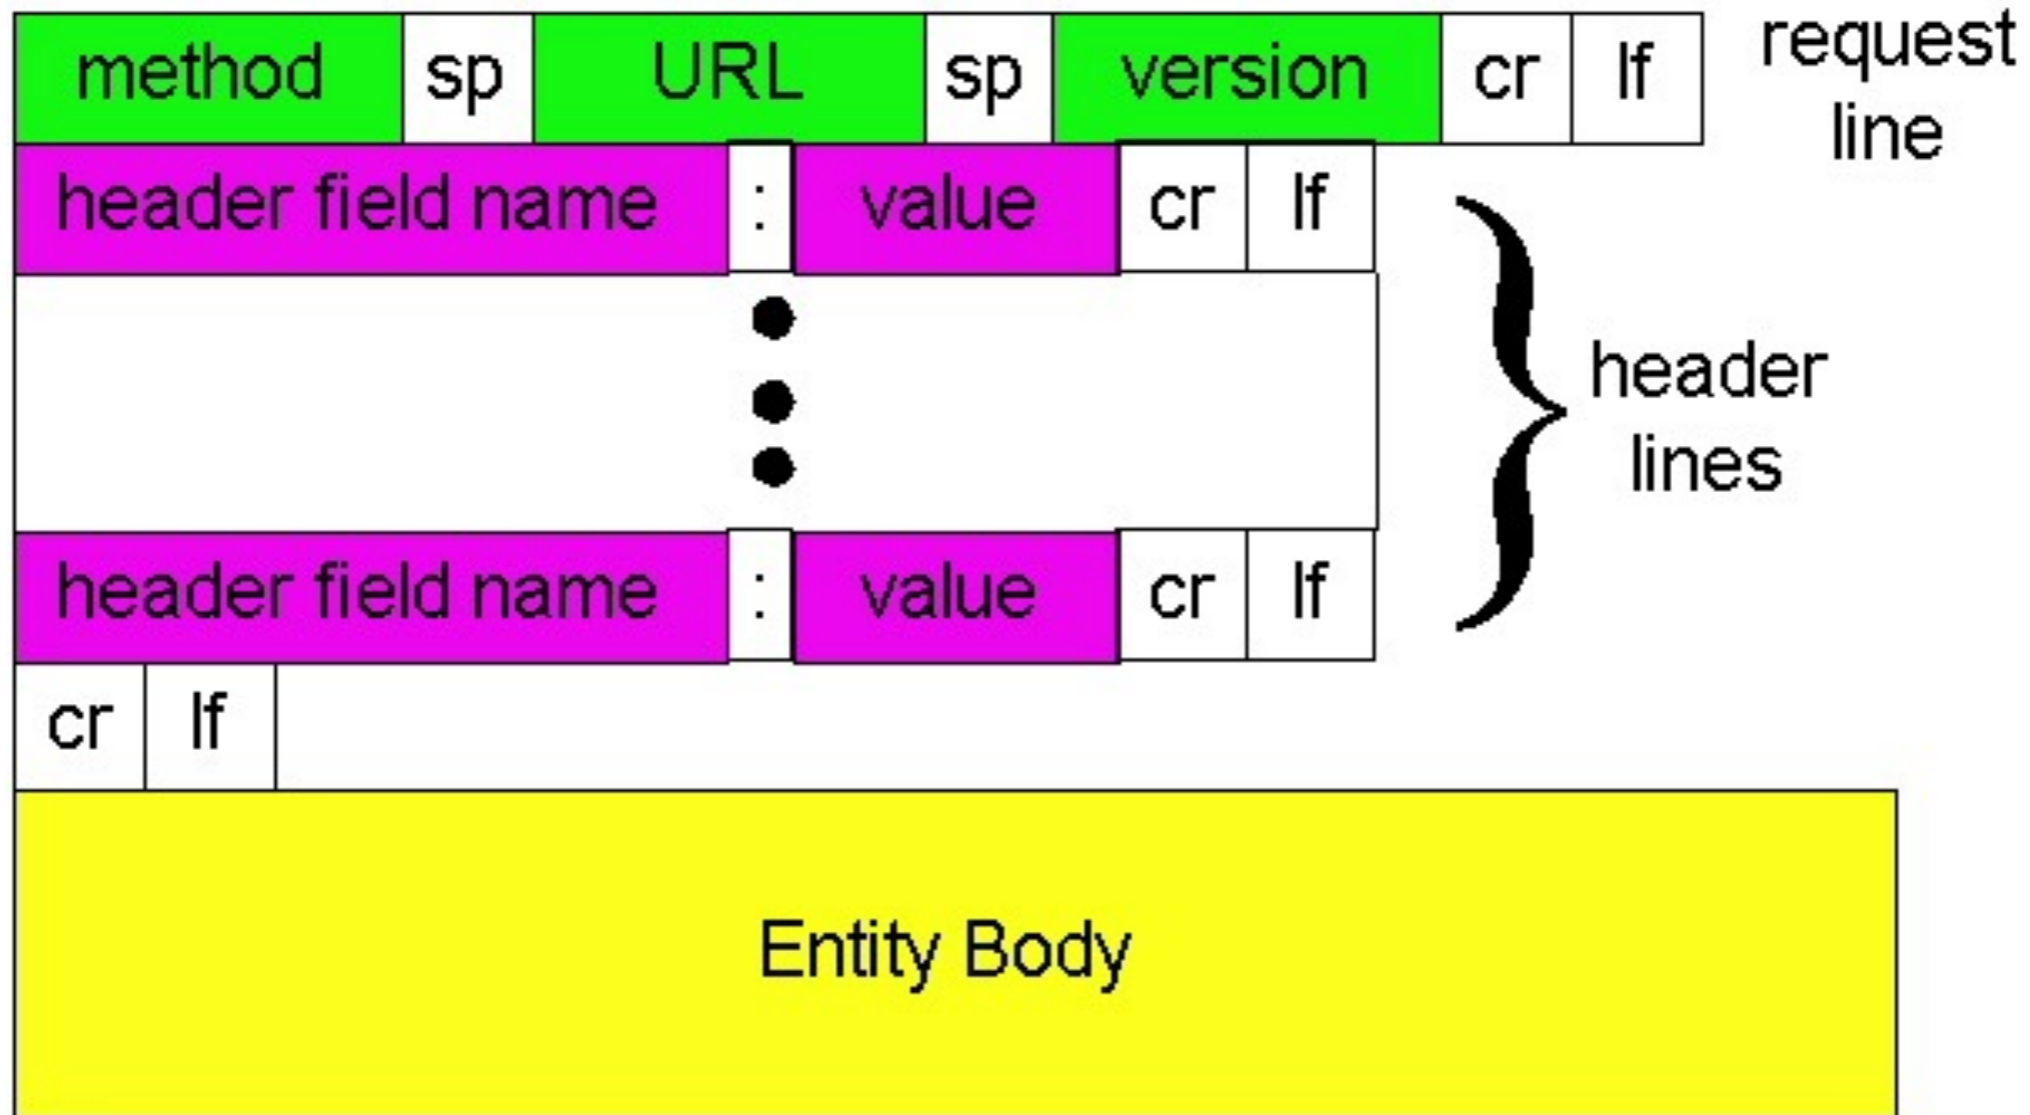 method sp URL sp version cr lf
request
line
header field name : value cr lf
header
lines
header field name : value cr lf
cr lf
Entity Body